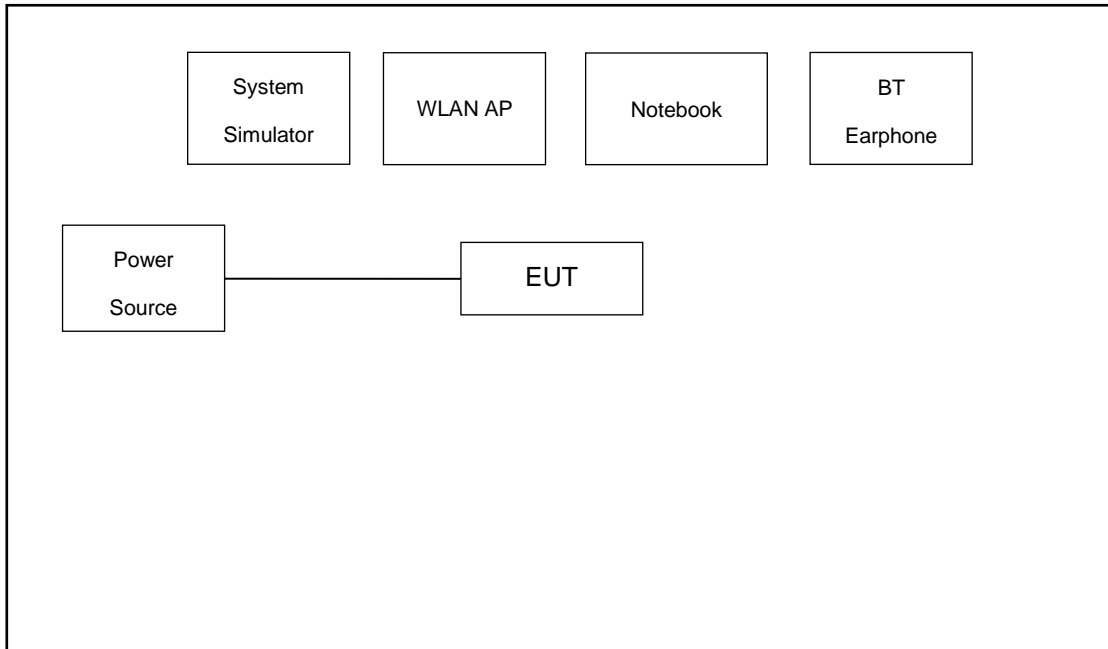 System
Simulator
WLAN AP
Notebook
BT
Earphone
Power
Source
EUT